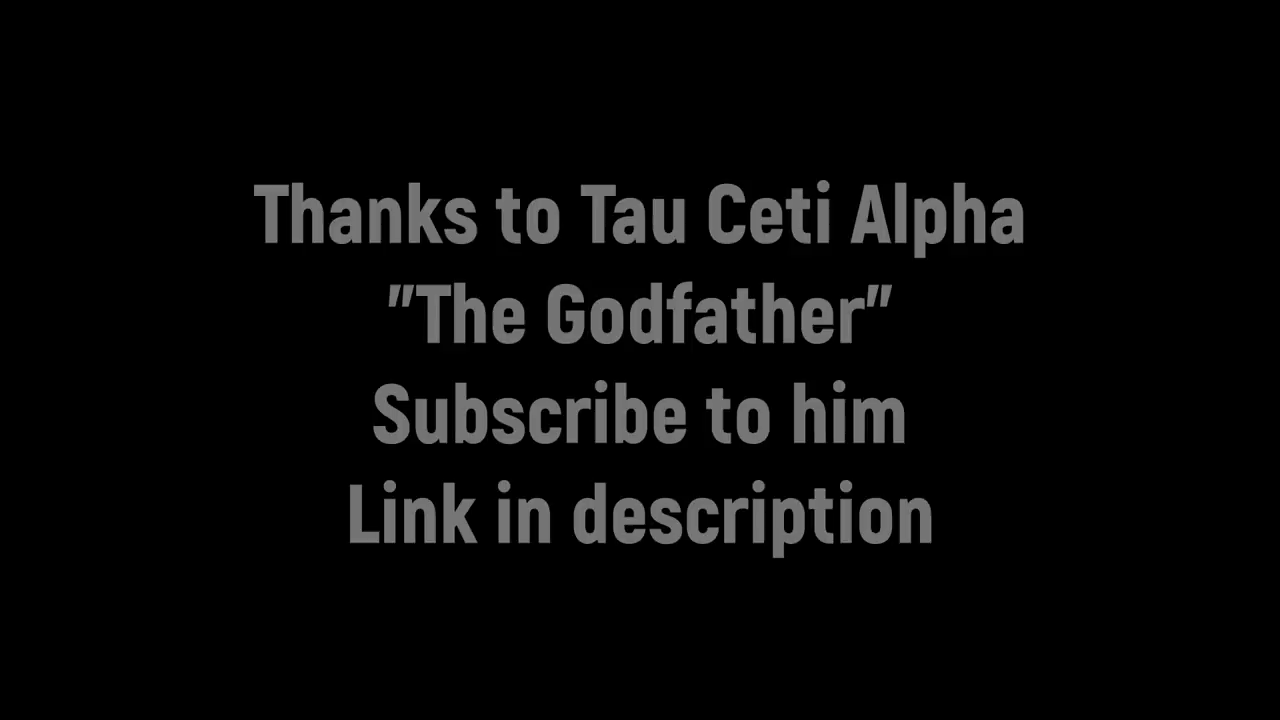 Thanks to Tau Ceti Alpha
"The Godfather"
Subscribe to him
Link in description